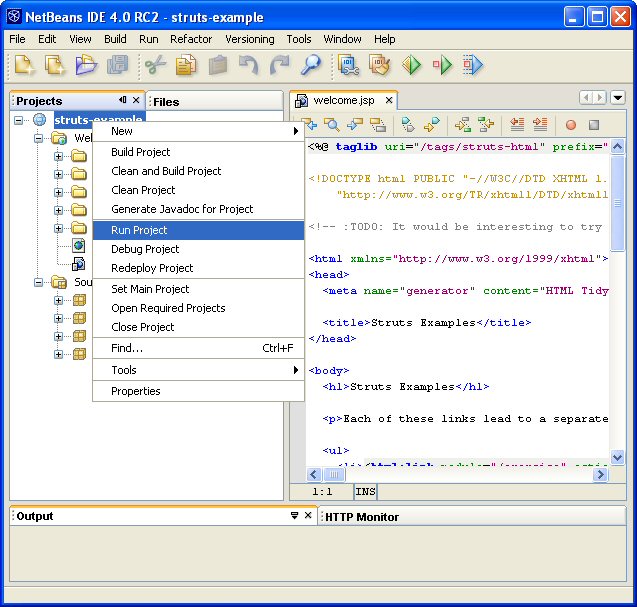 NetBeans IDE 4.0 RC2 - struts-example
File Edit View Build Run Refactor Versioning Tools Window Help
Projects
Files
welcome.jsp
struts-example
New
Build Project
Clean and Build Project
Clean Project
Generate Javadoc for Project
Run Project
Debug Project
Redeploy Project
Set Main Project
Open Required Projects
Close Project
Find... Ctrl+F
Tools
Properties
<%@ taglib uri="/tags/struts-html" prefix="
<!DOCTYPE html PUBLIC "-//W3C//DTD XHTML 1.
"http://www.w3.org/TR/xhtml1/DTD/xhtml
<!-- :TODO: It would be interesting to try
<html xmlns="http://www.w3.org/1999/xhtml">
<head>
<meta name="generator" content="HTML Tidy
<title>Struts Examples</title>
</head>
<body>
<h1>Struts Examples</h1>
<p>Each of these links lead to a separate
<ul>
1:1 INS
Output
HTTP Monitor